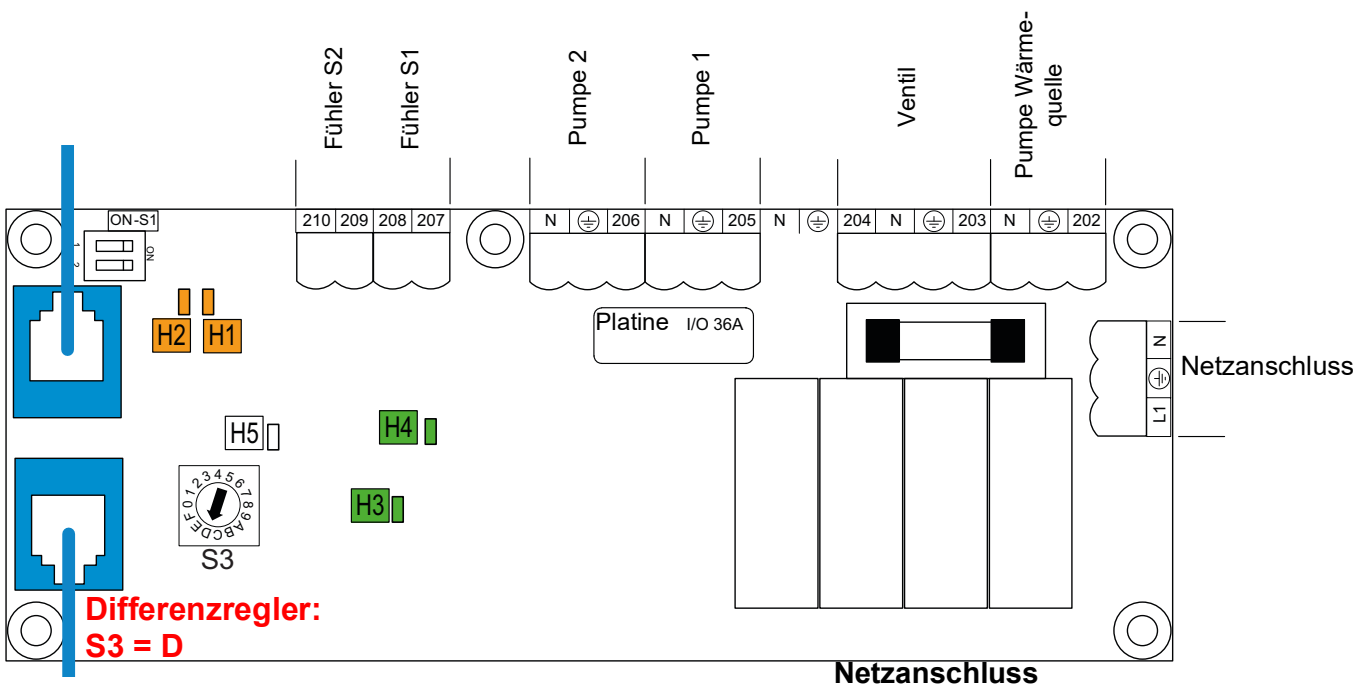 Fühler S2
Fühler S1
Pumpe 2
Pumpe 1
Ventil
Pumpe Wärme-
quelle
ON-S1
210 209 208 207
N 206 N 205 N 204 N 203 N 202
1
2
ON
H2 H1
Platine I/O 36A
N
L1
Netzanschluss
H5
H4
H3
0123456789ABCDEF
S3
Differenzregler:
S3 = D
Netzanschluss